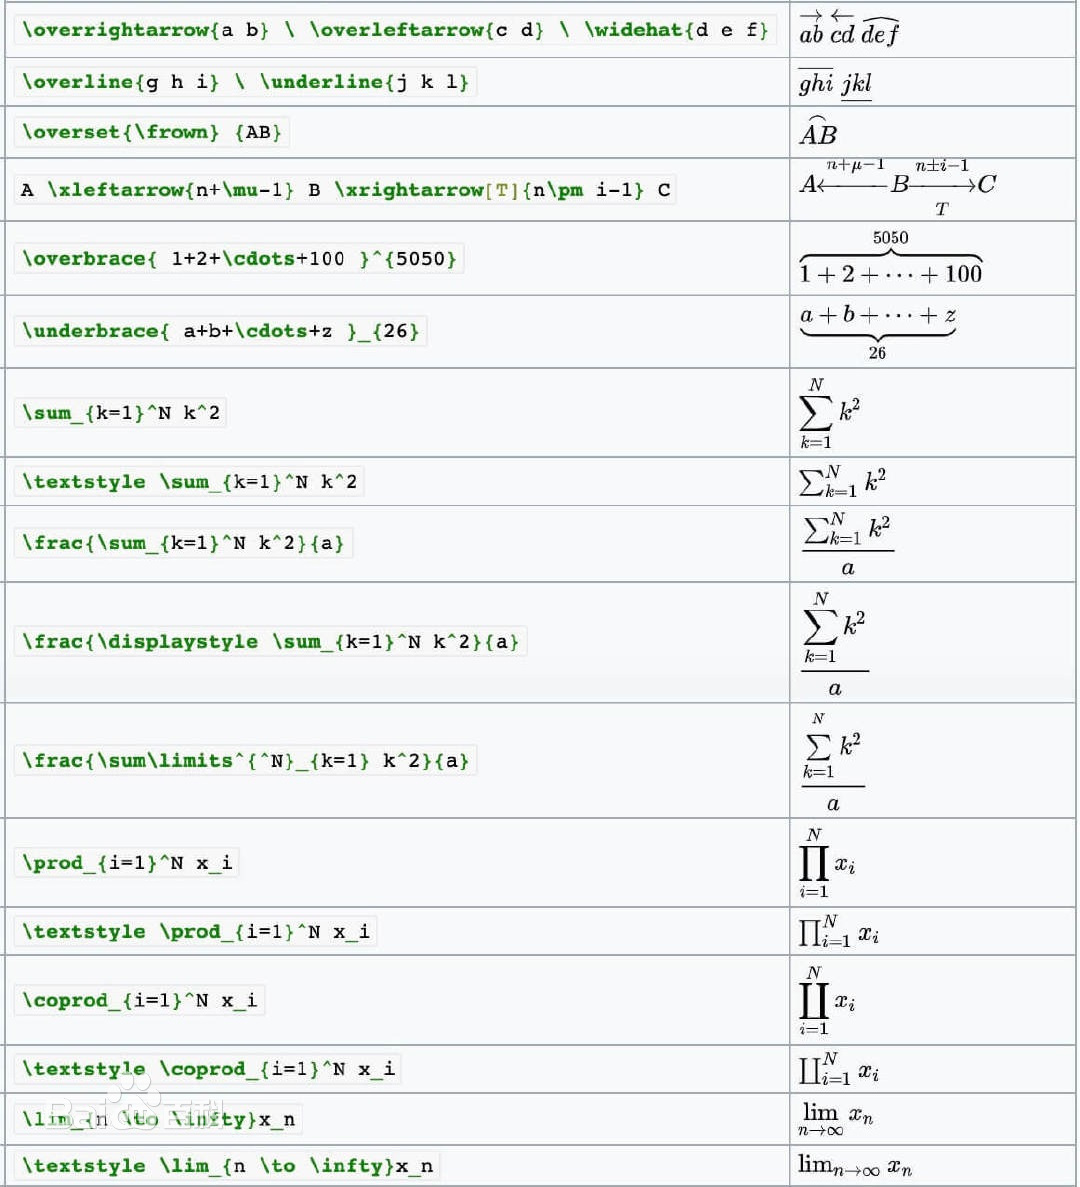 \overrightarrow{a b} \ \overleftarrow{c d} \ \widehat{d e f} $\overrightarrow{ab}\ \overleftarrow{cd}\ \widehat{def}$
\overline{g h i} \ \underline{j k l} $\overline{ghi}\ \underline{jkl}$
\overset{\frown} {AB} $\overset{\frown}{AB}$
A \xleftarrow{n+\mu-1} B \xrightarrow[T]{n\pm i-1} C $A \xleftarrow{n+\mu-1} B \xrightarrow[T]{n\pm i-1} C$
\overbrace{ 1+2+\cdots+100 }^{5050} $\overbrace{1+2+\cdots+100}^{5050}$
\underbrace{ a+b+\cdots+z }_{26} $\underbrace{a+b+\cdots+z}_{26}$
\sum_{k=1}^N k^2 $\sum_{k=1}^N k^2$
\textstyle \sum_{k=1}^N k^2 $\textstyle \sum_{k=1}^N k^2$
\frac{\sum_{k=1}^N k^2}{a} $\frac{\sum_{k=1}^N k^2}{a}$
\frac{\displaystyle \sum_{k=1}^N k^2}{a} $\frac{\displaystyle \sum_{k=1}^N k^2}{a}$
\frac{\sum\limits^{^N}_{k=1} k^2}{a} $\frac{\sum\limits^{^N}_{k=1} k^2}{a}$
\prod_{i=1}^N x_i $\prod_{i=1}^N x_i$
\textstyle \prod_{i=1}^N x_i $\textstyle \prod_{i=1}^N x_i$
\coprod_{i=1}^N x_i $\coprod_{i=1}^N x_i$
\textstyle \coprod_{i=1}^N x_i $\textstyle \coprod_{i=1}^N x_i$
\lim_{n \to \infty}x_n $\lim_{n \to \infty}x_n$
Bai百科
\textstyle \lim_{n \to \infty}x_n $\textstyle \lim_{n \to \infty}x_n$